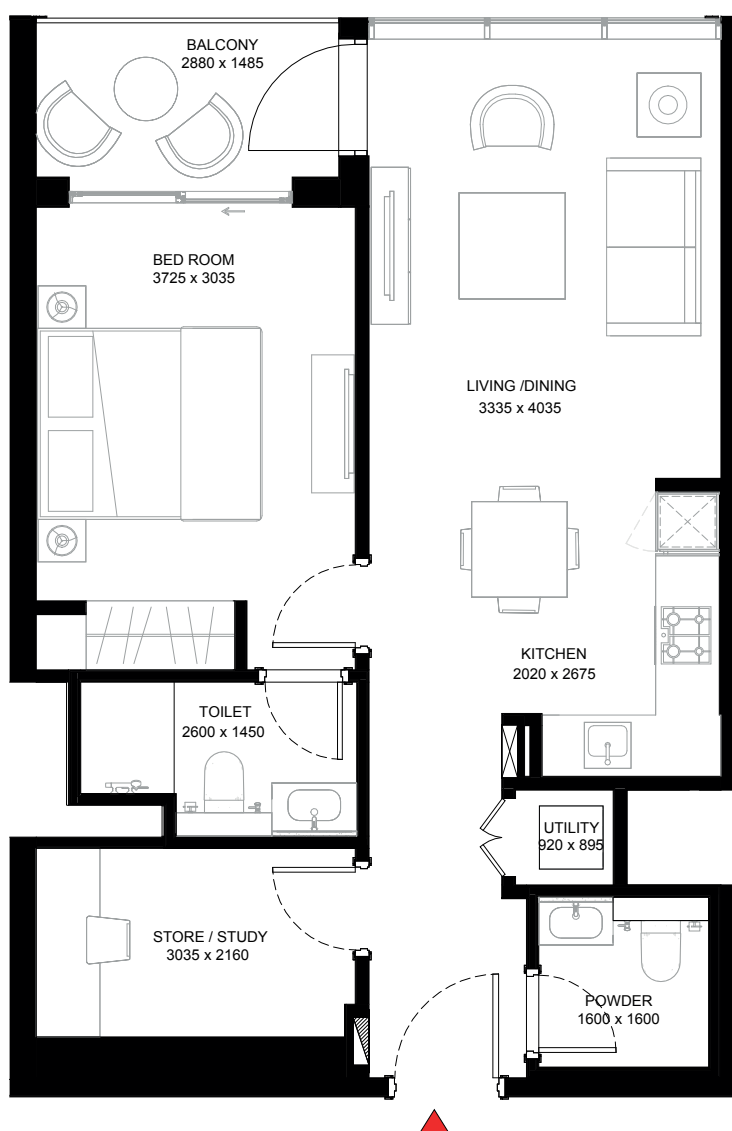 BALCONY
2880 x 1485
BED ROOM
3725 x 3035
LIVING /DINING
3335 x 4035
KITCHEN
2020 x 2675
TOILET
2600 x 1450
UTILITY
920 x 895
STORE / STUDY
3035 x 2160
POWDER
1600 x 1600